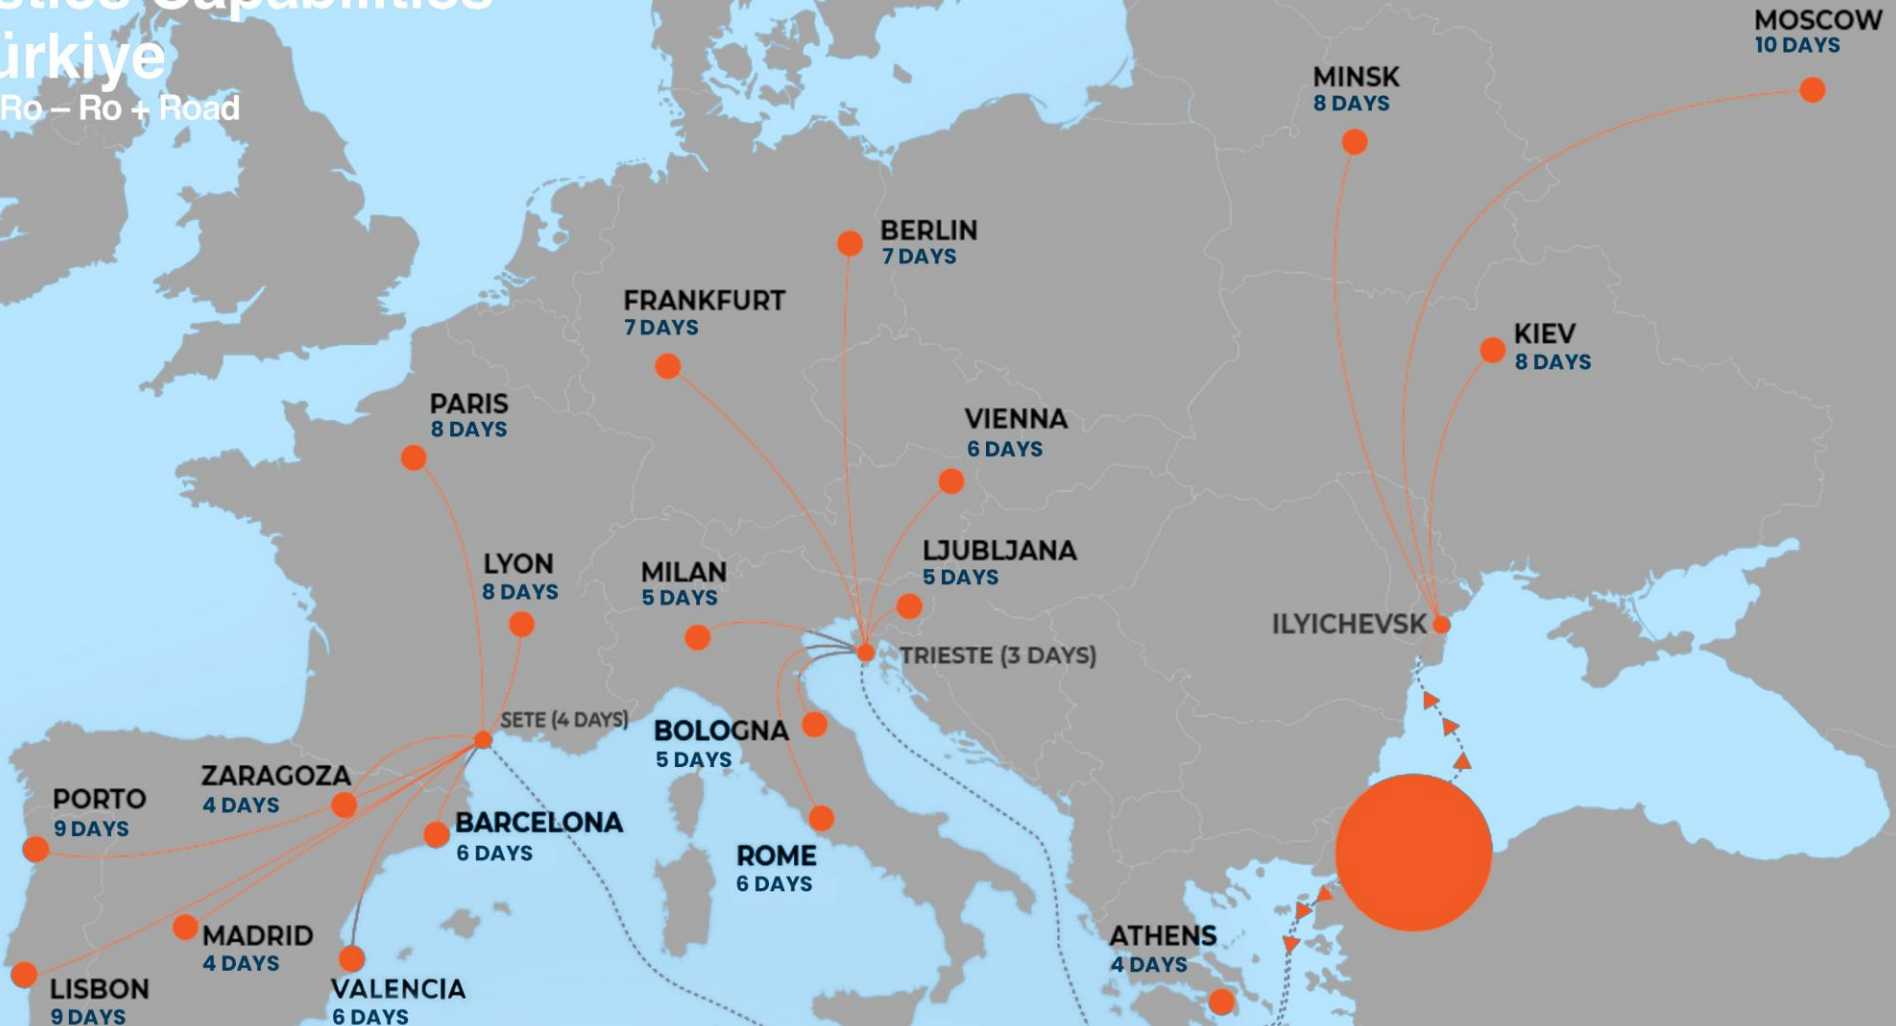 ürkiye
Ro – Ro + Road
MOSCOW
10 DAYS
MINSK
8 DAYS
BERLIN
7 DAYS
FRANKFURT
7 DAYS
KIEV
8 DAYS
PARIS
8 DAYS
VIENNA
6 DAYS
LYON
8 DAYS
MILAN
5 DAYS
LJUBLJANA
5 DAYS
ILYICHEVSK
TRIESTE (3 DAYS)
SETE (4 DAYS)
BOLOGNA
5 DAYS
ZARAGOZA
4 DAYS
PORTO
9 DAYS
BARCELONA
6 DAYS
ROME
6 DAYS
MADRID
4 DAYS
ATHENS
4 DAYS
LISBON
9 DAYS
VALENCIA
6 DAYS